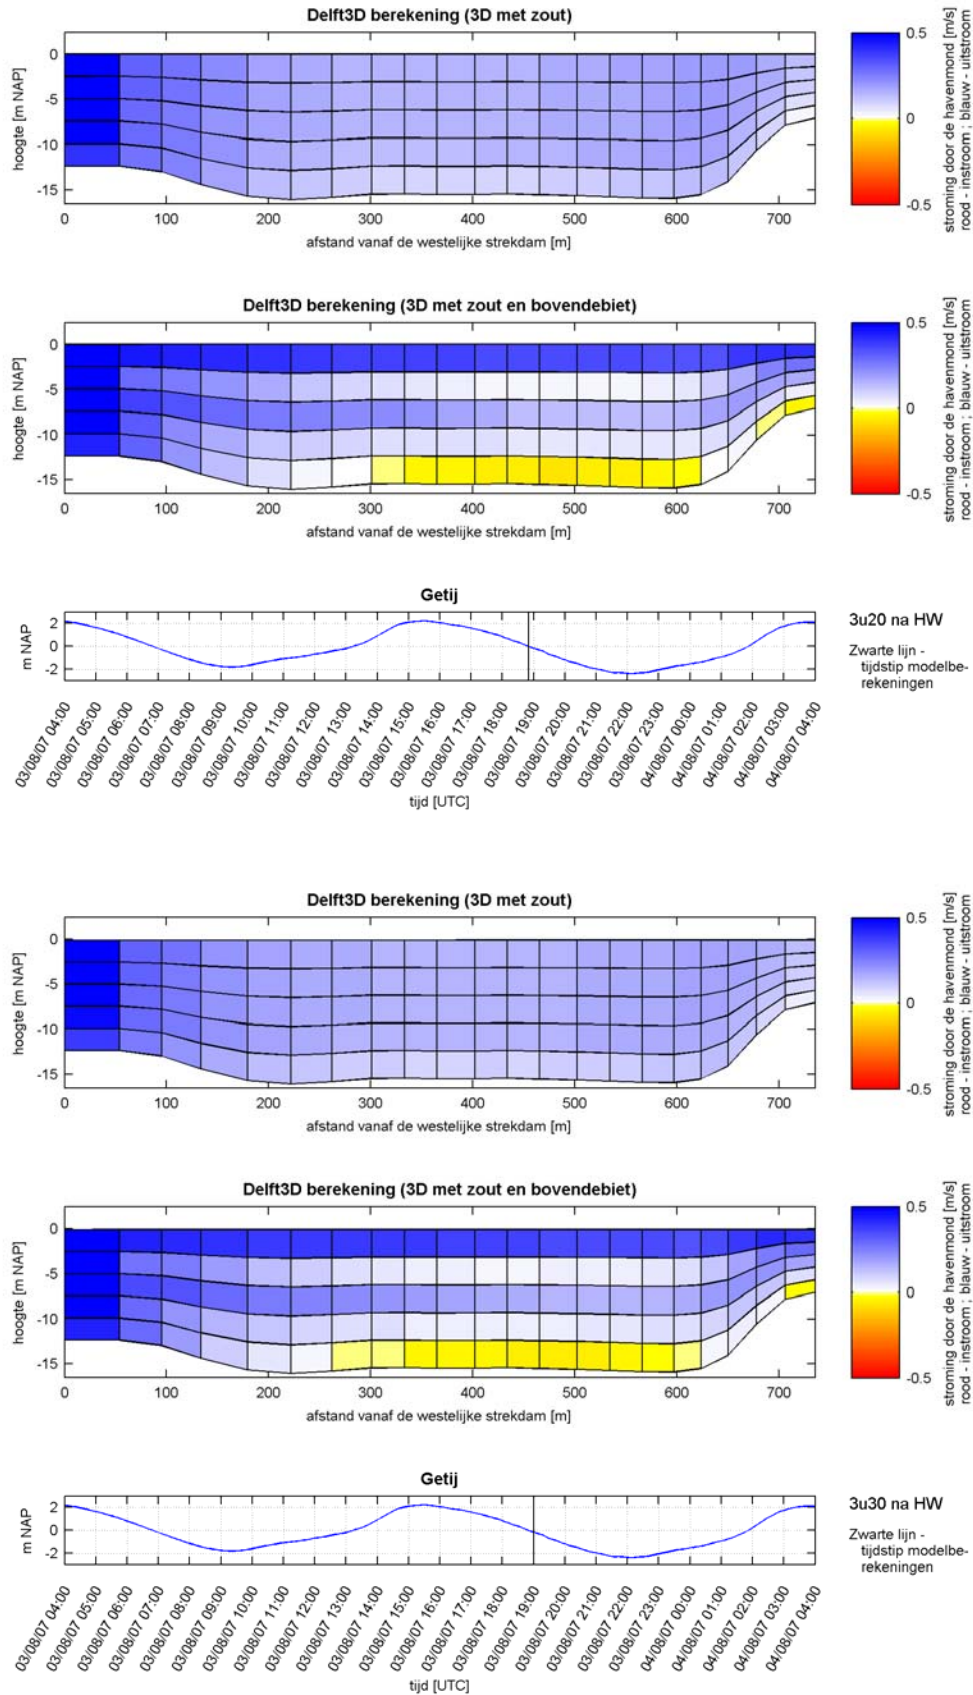 Delft3D berekening (3D met zout)
0
-5
-10
-15
hoogte [m NAP]
0 100 200 300 400 500 600 700
afstand vanaf de westelijke strekdam [m]
0.5
0
-0.5
stroming door de havenmond [m/s]
rood - instroom ; blauw - uitstroom
Delft3D berekening (3D met zout en bovendebiet)
0
-5
-10
-15
hoogte [m NAP]
0 100 200 300 400 500 600 700
afstand vanaf de westelijke strekdam [m]
0.5
0
-0.5
stroming door de havenmond [m/s]
rood - instroom ; blauw - uitstroom
Getij
2
0
-2
m NAP
3u20 na HW
Zwarte lijn -
tijdstip modelbe-
rekeningen
03/08/07 04:00
03/08/07 05:00
03/08/07 06:00
03/08/07 07:00
03/08/07 08:00
03/08/07 09:00
03/08/07 10:00
03/08/07 11:00
03/08/07 12:00
03/08/07 13:00
03/08/07 14:00
03/08/07 15:00
03/08/07 16:00
03/08/07 17:00
03/08/07 18:00
03/08/07 19:00
03/08/07 20:00
03/08/07 21:00
03/08/07 22:00
03/08/07 23:00
04/08/07 00:00
04/08/07 01:00
04/08/07 02:00
04/08/07 03:00
04/08/07 04:00
tijd [UTC]
Delft3D berekening (3D met zout)
0
-5
-10
-15
hoogte [m NAP]
0 100 200 300 400 500 600 700
afstand vanaf de westelijke strekdam [m]
0.5
0
-0.5
stroming door de havenmond [m/s]
rood - instroom ; blauw - uitstroom
Delft3D berekening (3D met zout en bovendebiet)
0
-5
-10
-15
hoogte [m NAP]
0 100 200 300 400 500 600 700
afstand vanaf de westelijke strekdam [m]
0.5
0
-0.5
stroming door de havenmond [m/s]
rood - instroom ; blauw - uitstroom
Getij
2
0
-2
m NAP
3u30 na HW
Zwarte lijn -
tijdstip modelbe-
rekeningen
03/08/07 04:00
03/08/07 05:00
03/08/07 06:00
03/08/07 07:00
03/08/07 08:00
03/08/07 09:00
03/08/07 10:00
03/08/07 11:00
03/08/07 12:00
03/08/07 13:00
03/08/07 14:00
03/08/07 15:00
03/08/07 16:00
03/08/07 17:00
03/08/07 18:00
03/08/07 19:00
03/08/07 20:00
03/08/07 21:00
03/08/07 22:00
03/08/07 23:00
04/08/07 00:00
04/08/07 01:00
04/08/07 02:00
04/08/07 03:00
04/08/07 04:00
tijd [UTC]